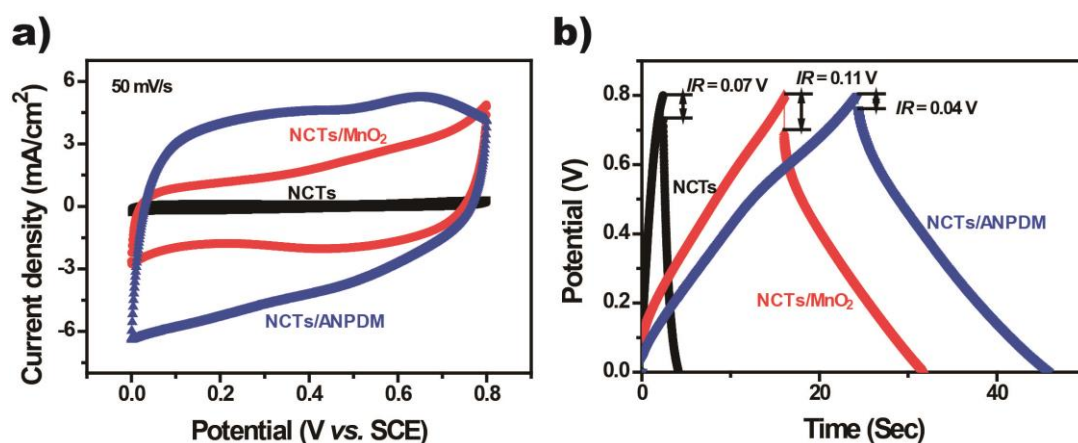 a)
50 mV/s
NCTs/MnO₂
NCTs
NCTs/ANPDM
6
3
0
-3
-6
Current density (mA/cm²)
0.0 0.2 0.4 0.6 0.8
Potential (V vs. SCE)
b)
IR = 0.07 V
IR = 0.11 V
IR = 0.04 V
NCTs
NCTs/ANPDM
NCTs/MnO₂
0.8
0.6
0.4
0.2
0.0
Potential (V)
0 20 40
Time (Sec)